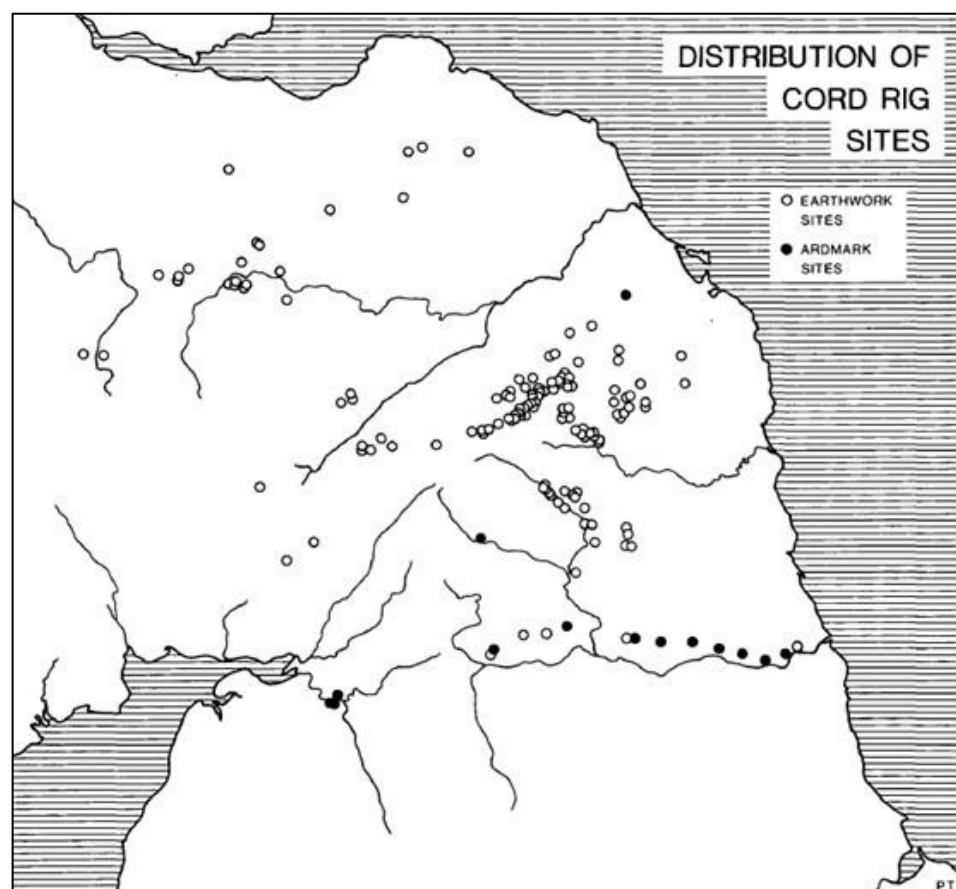 DISTRIBUTION OF
CORD RIG
SITES
EARTHWORK
SITES
ARDMARK
SITES
PT